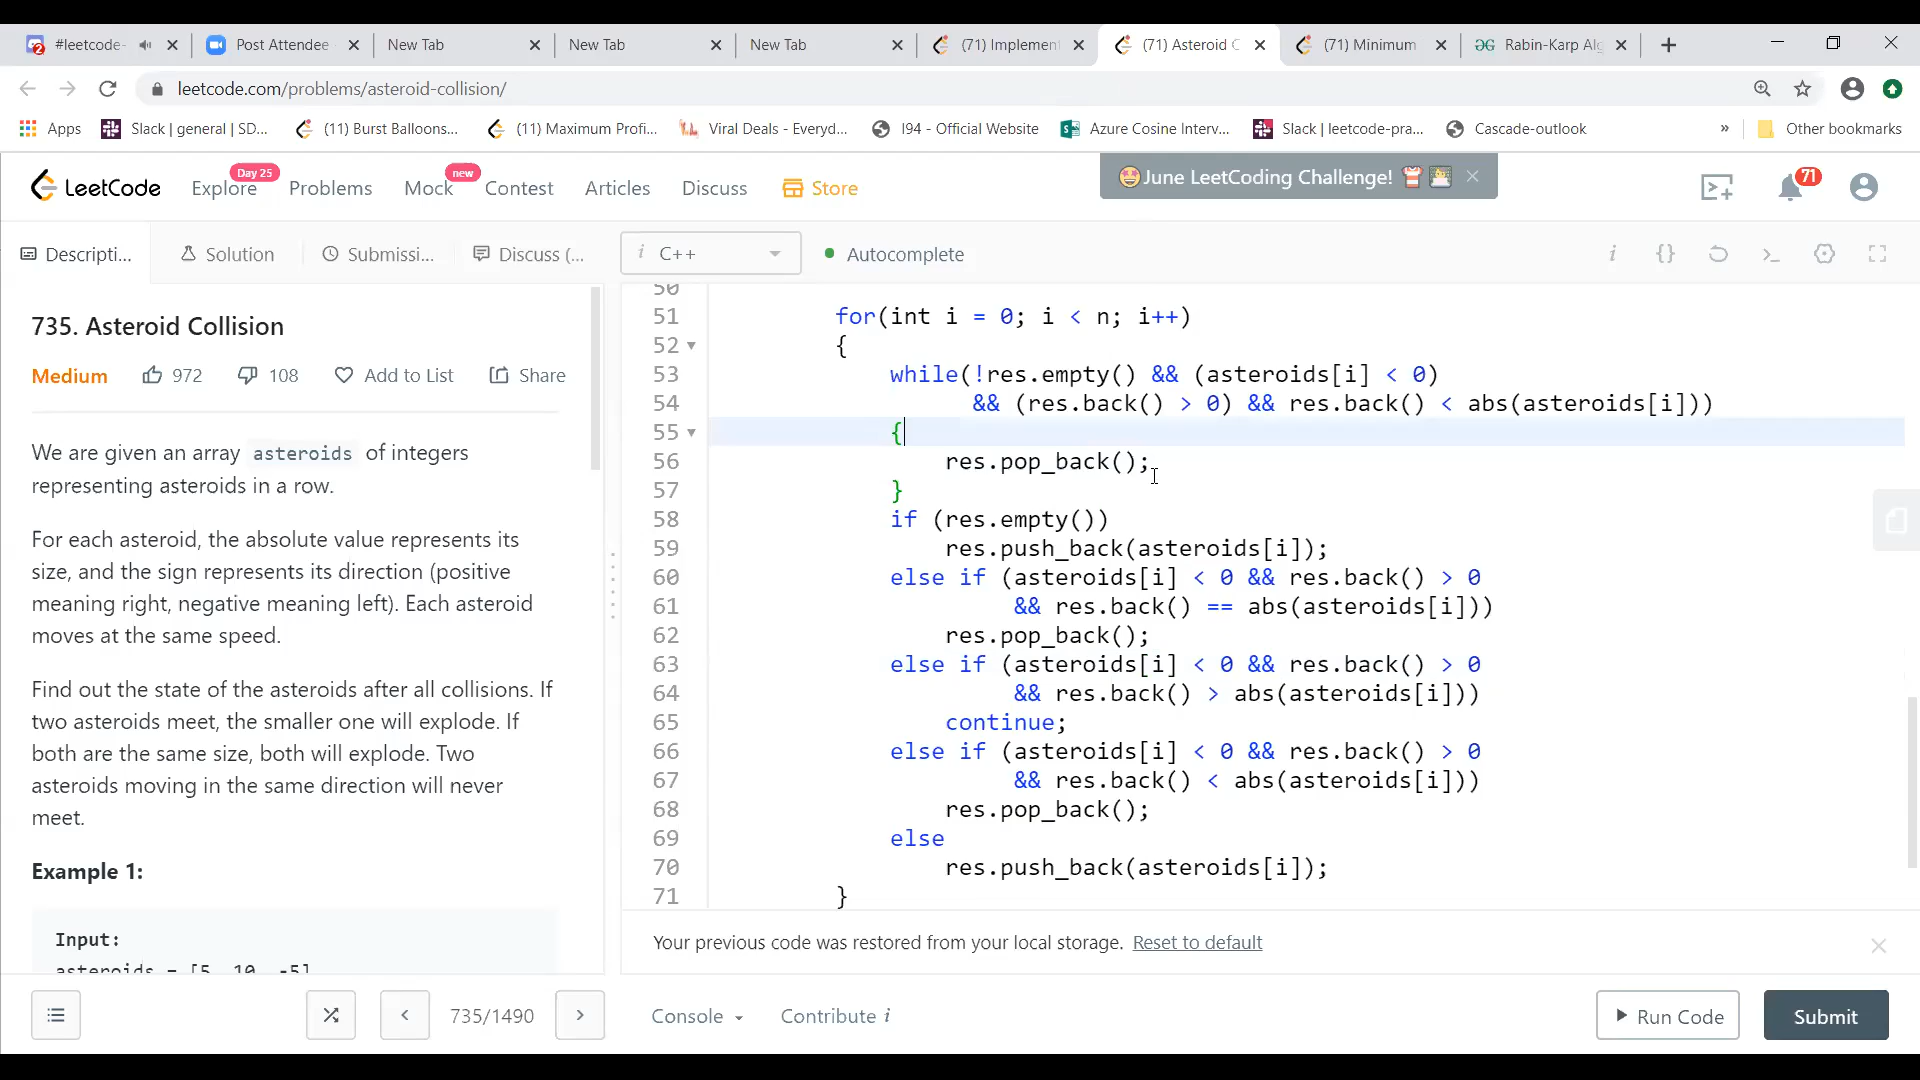 #leetcode-
Post Attendee
New Tab
New Tab
New Tab
(71) Implement
(71) Asteroid C
(71) Minimum
Rabin-Karp Alg
leetcode.com/problems/asteroid-collision/
Apps
Slack | general | SD...
(11) Burst Balloons...
(11) Maximum Profi...
Viral Deals - Everyd...
I94 - Official Website
Azure Cosine Interv...
Slack | leetcode-pra...
Cascade-outlook
»
Other bookmarks
LeetCode
Explore
Day 25
Problems
Mock
new
Contest
Articles
Discuss
Store
June LeetCoding Challenge!
71
Descripti...
Solution
Submissi...
Discuss (...
i C++
Autocomplete
735. Asteroid Collision
Medium
972
108
Add to List
Share
We are given an array asteroids of integers
representing asteroids in a row.
For each asteroid, the absolute value represents its
size, and the sign represents its direction (positive
meaning right, negative meaning left). Each asteroid
moves at the same speed.
Find out the state of the asteroids after all collisions. If
two asteroids meet, the smaller one will explode. If
both are the same size, both will explode. Two
asteroids moving in the same direction will never
meet.
Example 1:
Input:
asteroids = [5, 10, -5]
50
51 for(int i = 0; i < n; i++)
52 {
53 while(!res.empty() && (asteroids[i] < 0)
54 && (res.back() > 0) && res.back() < abs(asteroids[i]))
55 {
56 res.pop_back();
57 }
58 if (res.empty())
59 res.push_back(asteroids[i]);
60 else if (asteroids[i] < 0 && res.back() > 0
61 && res.back() == abs(asteroids[i]))
62 res.pop_back();
63 else if (asteroids[i] < 0 && res.back() > 0
64 && res.back() > abs(asteroids[i]))
65 continue;
66 else if (asteroids[i] < 0 && res.back() > 0
67 && res.back() < abs(asteroids[i]))
68 res.pop_back();
69 else
70 res.push_back(asteroids[i]);
71 }
Your previous code was restored from your local storage. Reset to default
735/1490
Console
Contribute i
Run Code
Submit